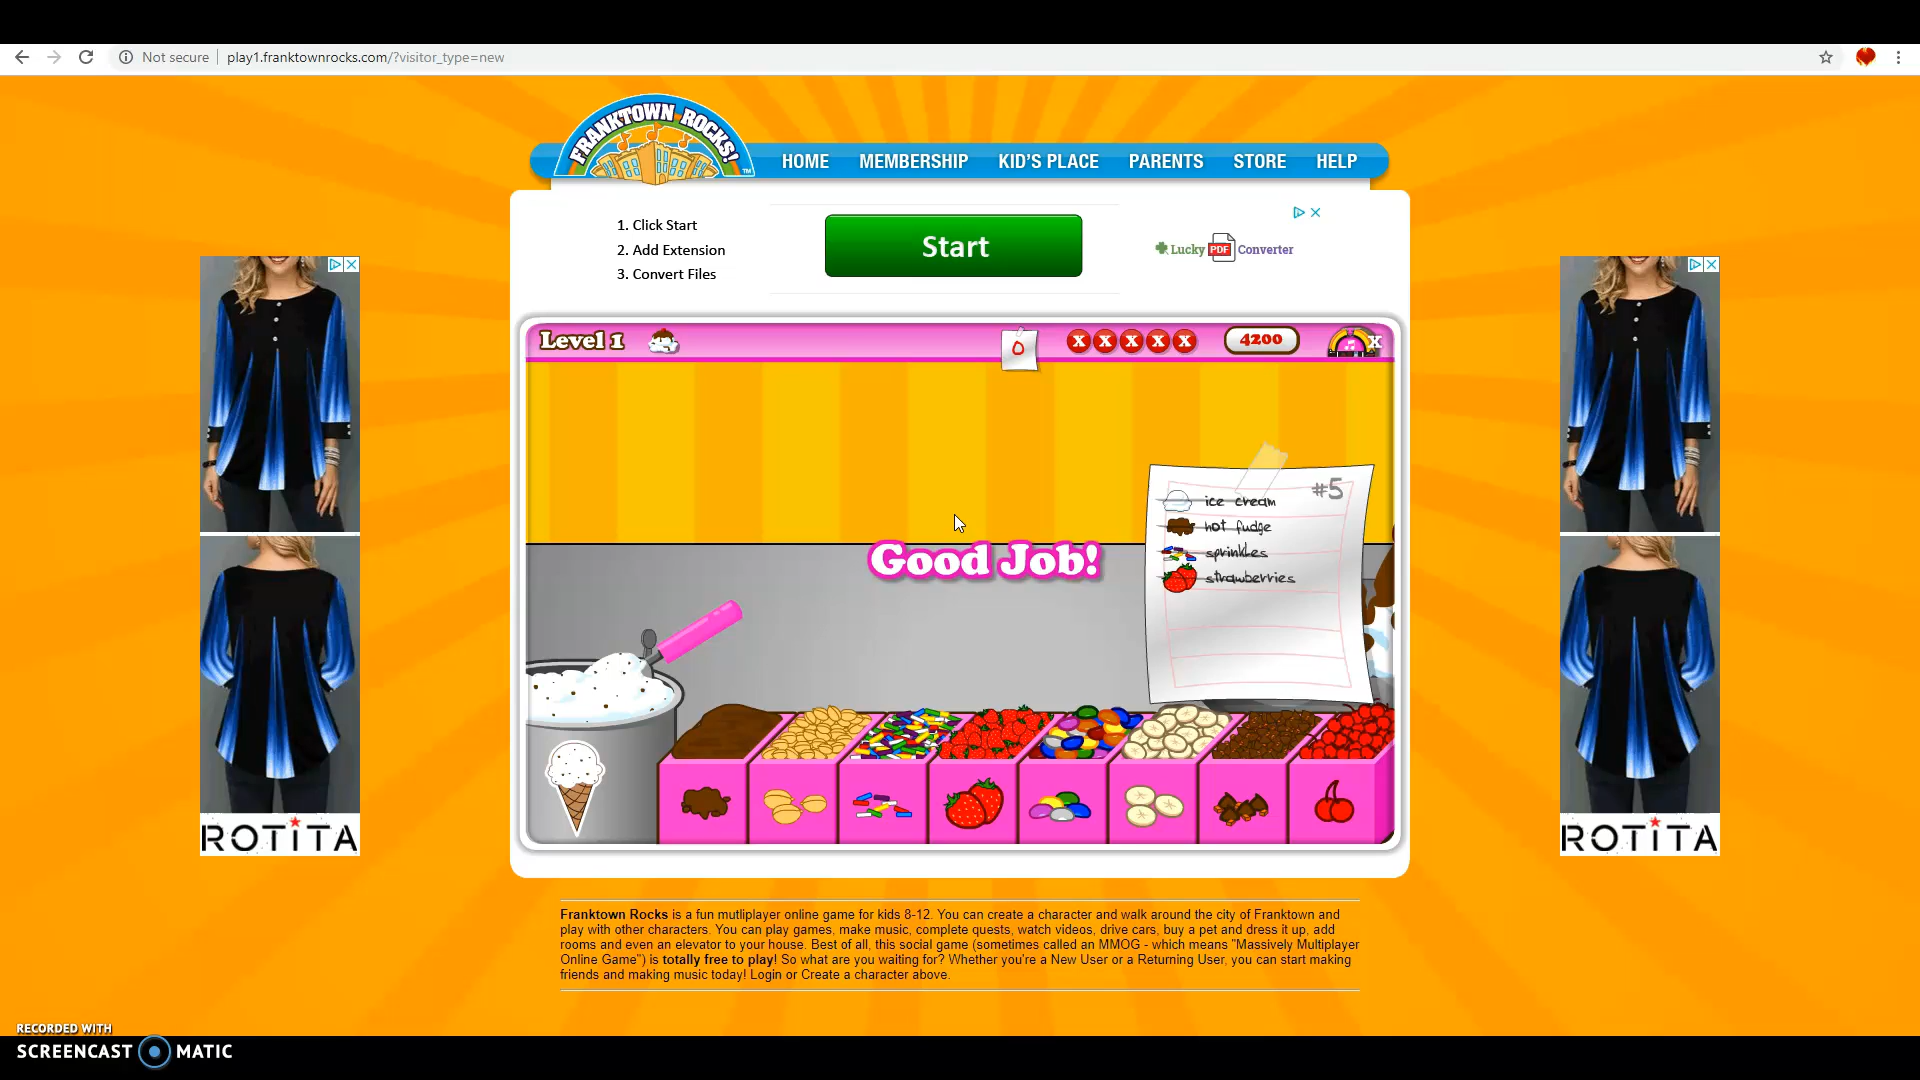 Not secure
play1.franktownrocks.com/?visitor_type=new
FRANKTOWN ROCKS!
TM
HOME
MEMBERSHIP
KID'S PLACE
PARENTS
STORE
HELP
1. Click Start
2. Add Extension
3. Convert Files
Start
Lucky PDF Converter
Level 1
0
X X X X X
4200
X
#5
ice cream
hot fudge
sprinkles
strawberries
Good Job!
ROTITA
ROTITA
Franktown Rocks is a fun mutliplayer online game for kids 8-12. You can create a character and walk around the city of Franktown and
play with other characters. You can play games, make music, complete quests, watch videos, drive cars, buy a pet and dress it up, add
rooms and even an elevator to your house. Best of all, this social game (sometimes called an MMOG - which means "Massively Multiplayer
Online Game") is totally free to play! So what are you waiting for? Whether you're a New User or a Returning User, you can start making
friends and making music today! Login or Create a character above.
RECORDED WITH
SCREENCAST MATIC